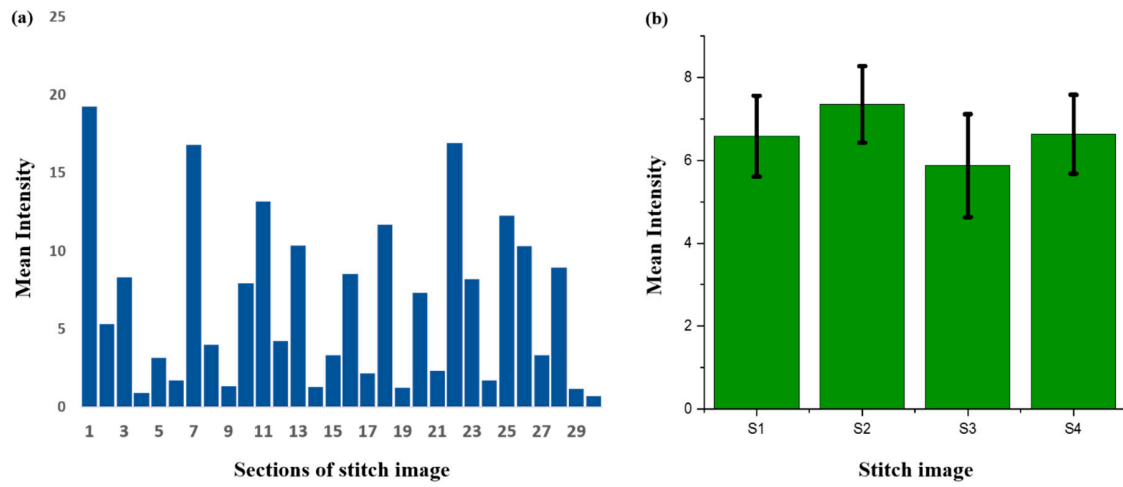 (a)
25
20
15
10
5
0
Mean Intensity
1 3 5 7 9 11 13 15 17 19 21 23 25 27 29
Sections of stitch image
(b)
8
6
4
2
0
Mean Intensity
S1 S2 S3 S4
Stitch image